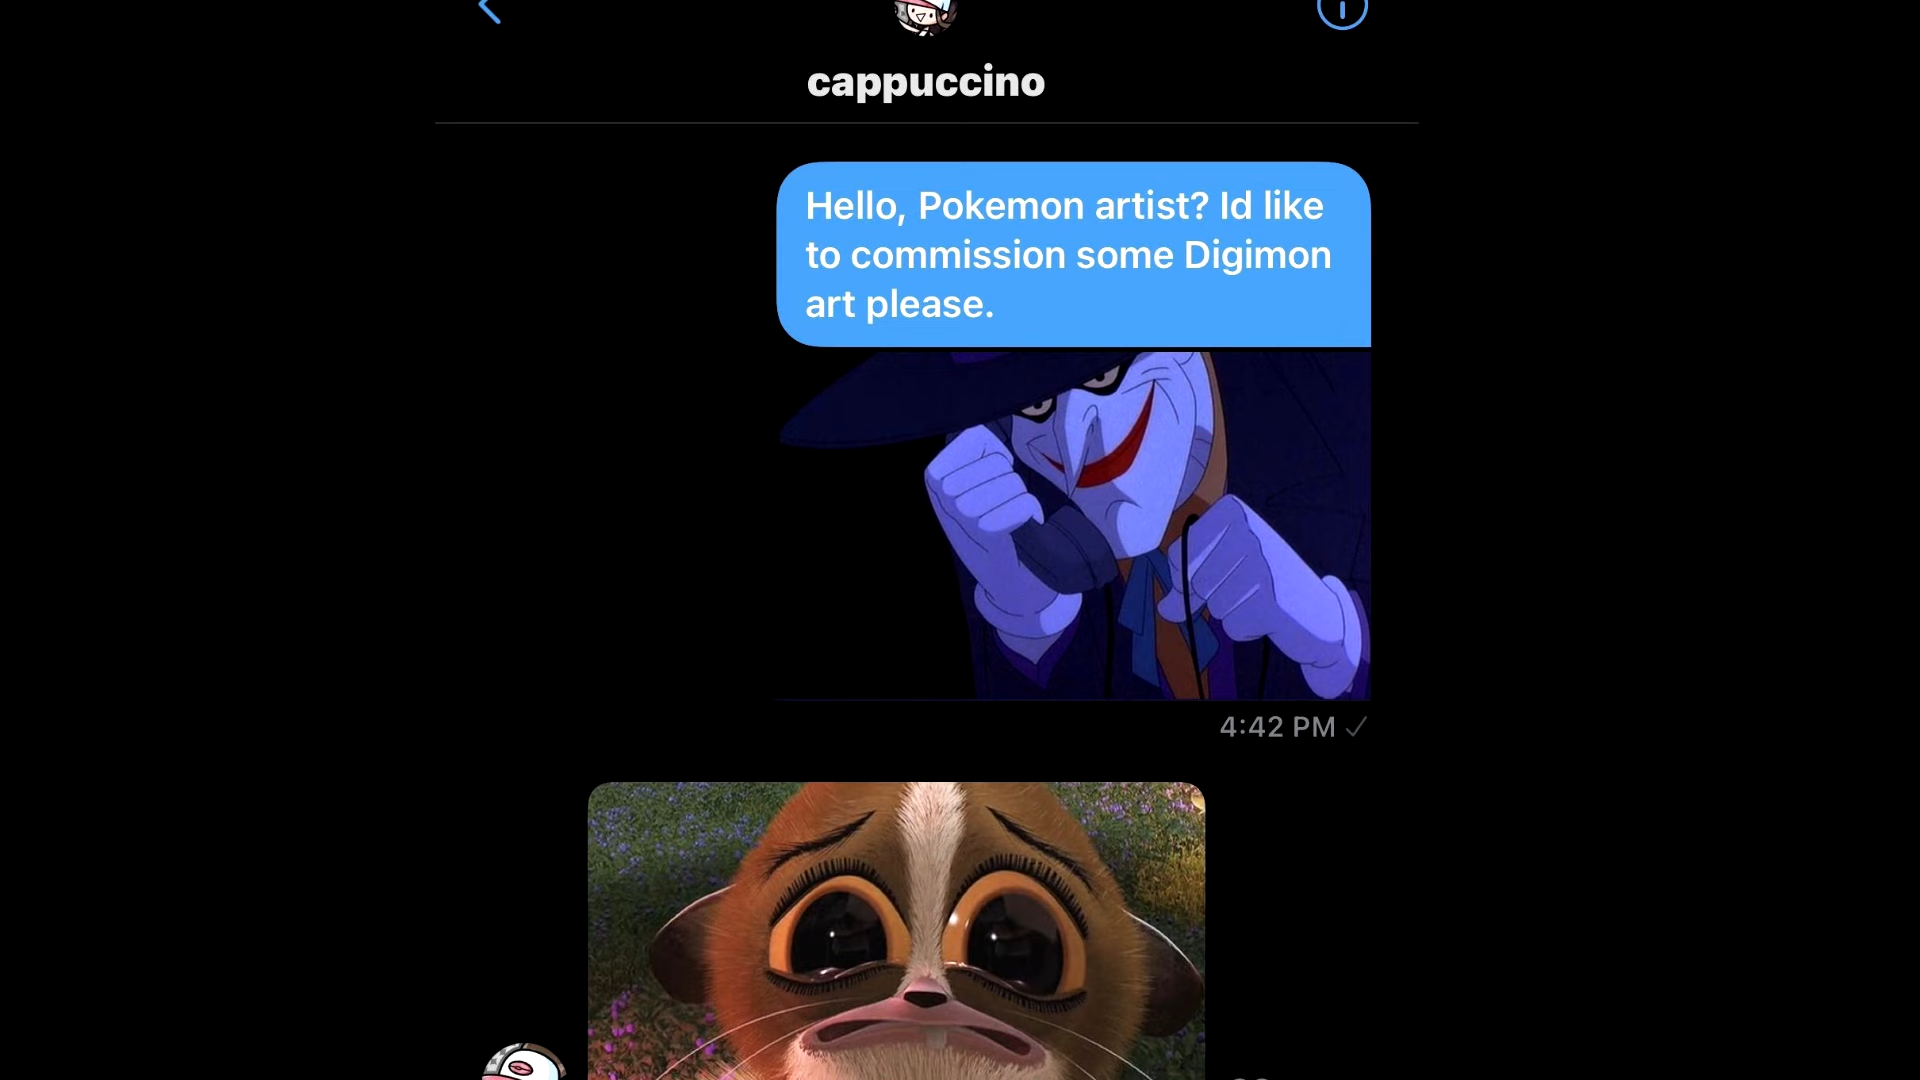 cappuccino
Hello, Pokemon artist? Id like
to commission some Digimon
art please.
4:42 PM